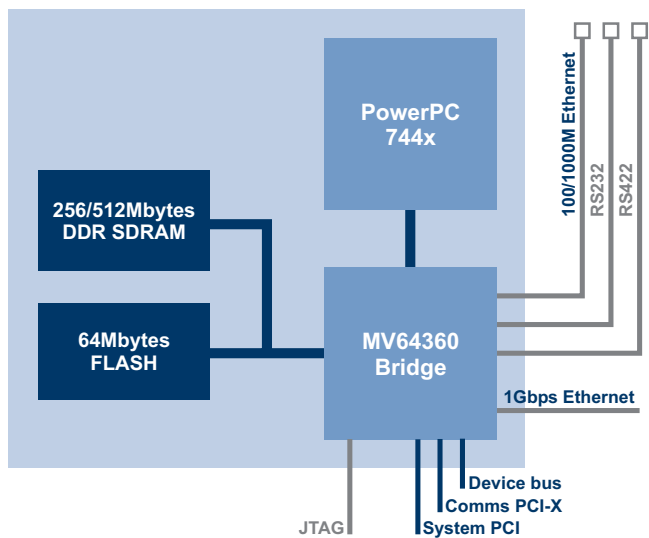 PowerPC
744x
100/1000M Ethernet
RS232
RS422
256/512Mbytes
DDR SDRAM
64Mbytes
FLASH
MV64360
Bridge
1Gbps Ethernet
Device bus
Comms PCI-X
System PCI
JTAG